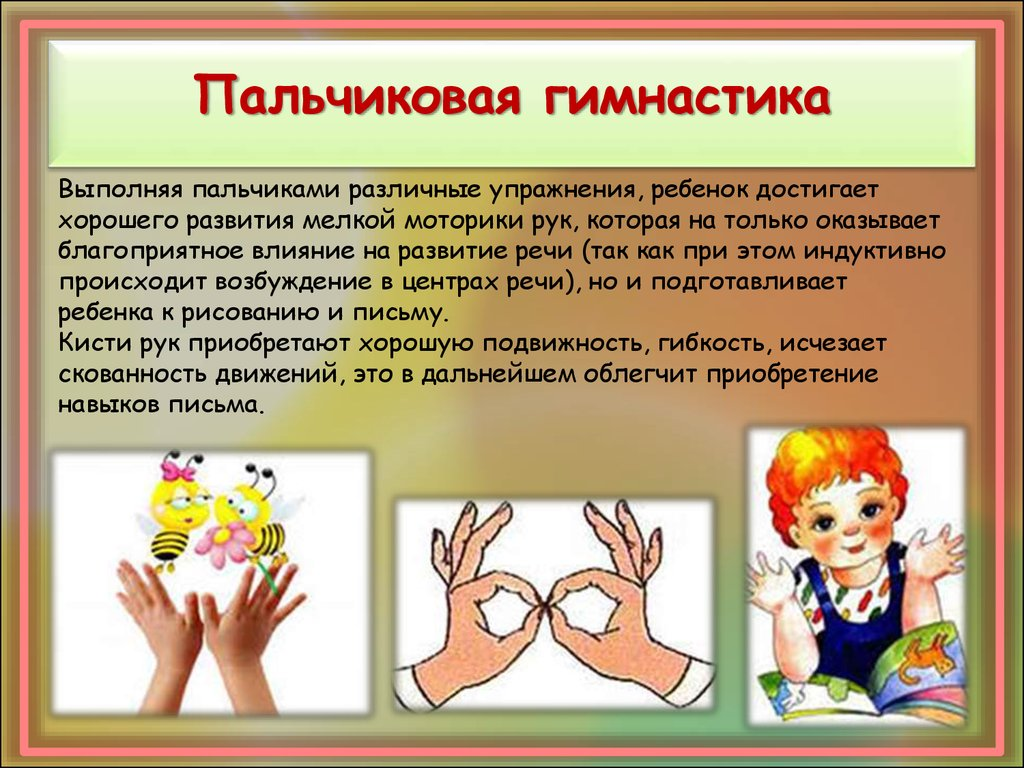 Пальчиковая гимнастика
Выполняя пальчиками различные упражнения, ребенок достигает
хорошего развития мелкой моторики рук, которая на только оказывает
благоприятное влияние на развитие речи (так как при этом индуктивно
происходит возбуждение в центрах речи), но и подготавливает
ребенка к рисованию и письму.
Кисти рук приобретают хорошую подвижность, гибкость, исчезает
скованность движений, это в дальнейшем облегчит приобретение
навыков письма.